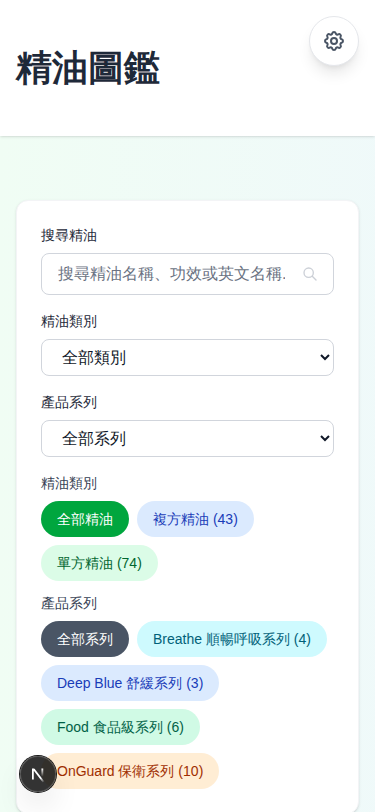 精油圖鑑
搜尋精油
搜尋精油名稱、功效或英文名稱.
精油類別
全部類別
產品系列
全部系列
精油類別
全部精油
複方精油 (43)
單方精油 (74)
產品系列
全部系列
Breathe 順暢呼吸系列 (4)
Deep Blue 舒緩系列 (3)
Food 食品級系列 (6)
N
OnGuard 保衛系列 (10)